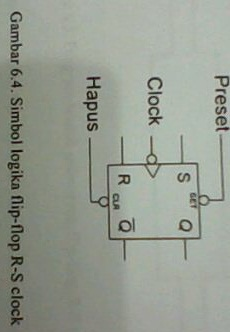 Preset
S SET Q
Clock
R CLR Q̅
Hapus
Gambar 6.4. Simbol logika flip-flop R-S clock